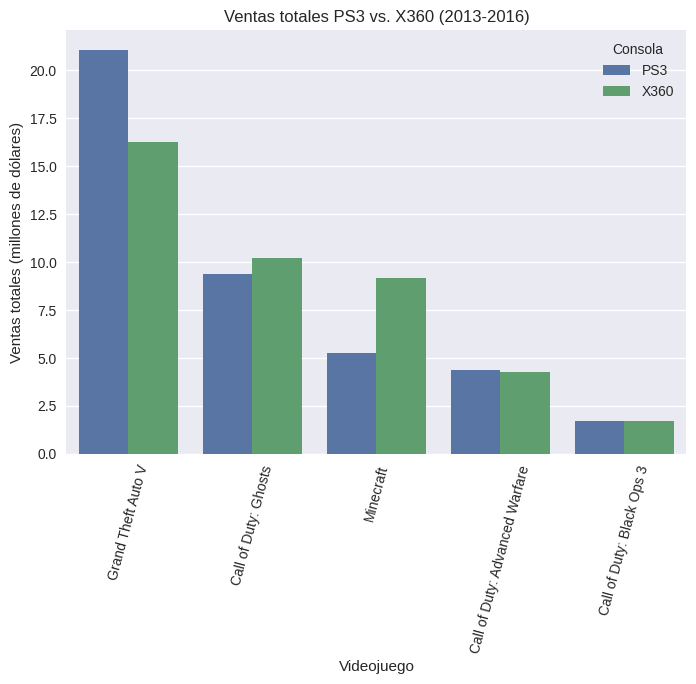 Ventas totales PS3 vs. X360 (2013-2016)
Consola
PS3
X360
Ventas totales (millones de dólares)
20.0
17.5
15.0
12.5
10.0
7.5
5.0
2.5
0.0
Grand Theft Auto V
Call of Duty: Ghosts
Minecraft
Call of Duty: Advanced Warfare
Call of Duty: Black Ops 3
Videojuego